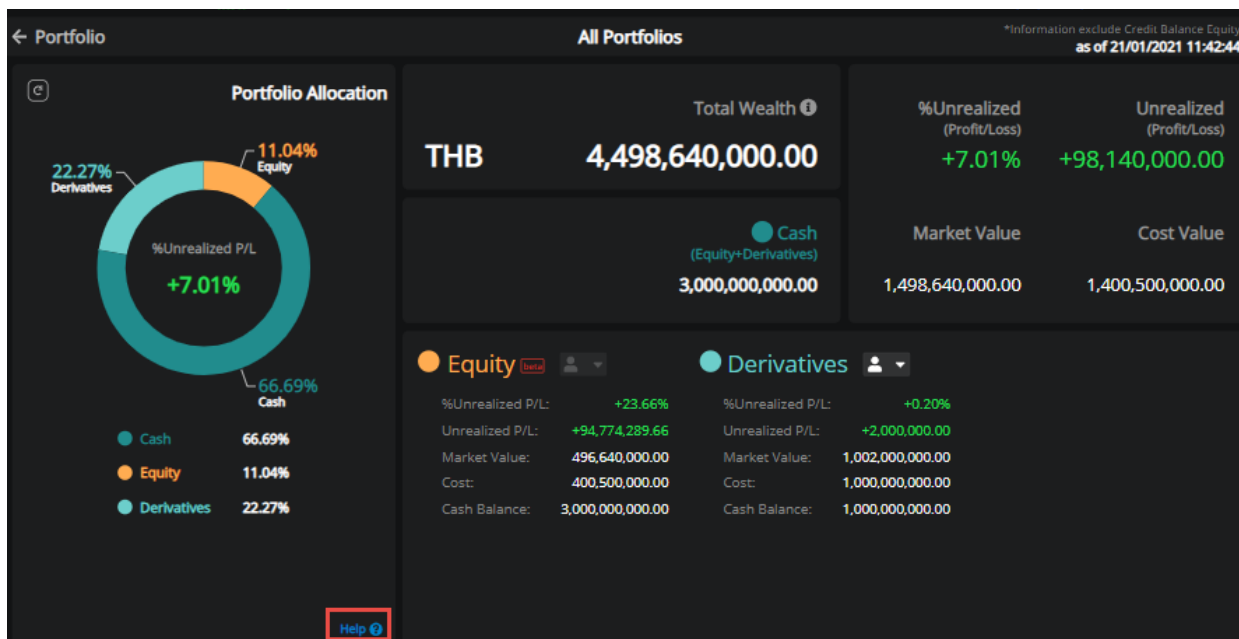 ← Portfolio
All Portfolios
*Information exclude Credit Balance Equity
as of 21/01/2021 11:42:44
Portfolio Allocation
11.04%
Equity
22.27%
Derivatives
%Unrealized P/L
+7.01%
66.69%
Cash
Cash 66.69%
Equity 11.04%
Derivatives 22.27%
Help
Total Wealth
THB 4,498,640,000.00
Cash
(Equity+Derivatives)
3,000,000,000.00
%Unrealized Unrealized
(Profit/Loss) (Profit/Loss)
+7.01% +98,140,000.00
Market Value Cost Value
1,498,640,000.00 1,400,500,000.00
Equity beta
%Unrealized P/L: +23.66%
Unrealized P/L: +94,774,289.66
Market Value: 496,640,000.00
Cost: 400,500,000.00
Cash Balance: 3,000,000,000.00
Derivatives
%Unrealized P/L: +0.20%
Unrealized P/L: +2,000,000.00
Market Value: 1,002,000,000.00
Cost: 1,000,000,000.00
Cash Balance: 1,000,000,000.00